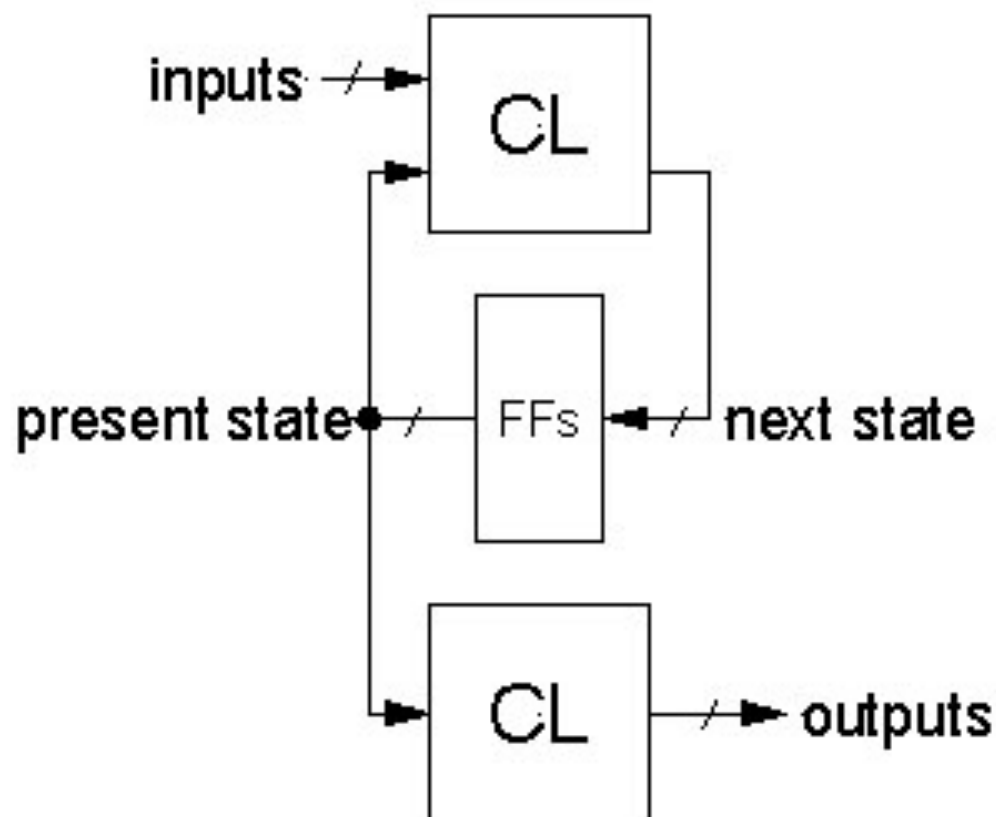 inputs
CL
present state
FFs
next state
CL
outputs